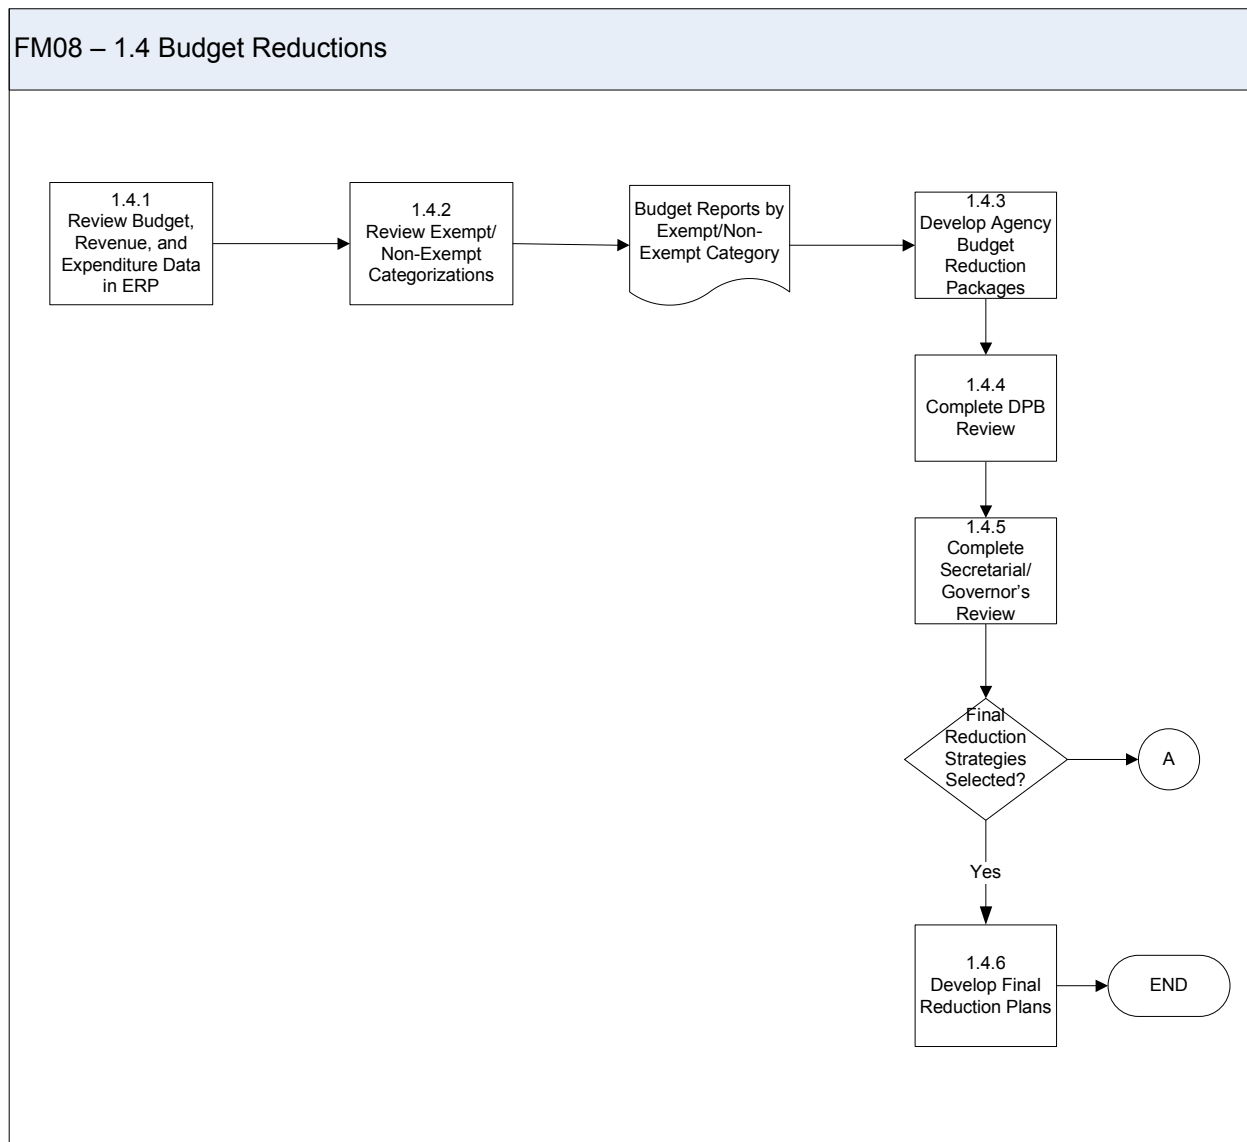 FM08 – 1.4 Budget Reductions
1.4.1
Review Budget,
Revenue, and
Expenditure Data
in ERP
1.4.2
Review Exempt/
Non-Exempt
Categorizations
Budget Reports by
Exempt/Non-
Exempt Category
1.4.3
Develop Agency
Budget
Reduction
Packages
1.4.4
Complete DPB
Review
1.4.5
Complete
Secretarial/
Governor's
Review
Final
Reduction
Strategies
Selected?
A
Yes
1.4.6
Develop Final
Reduction Plans
END